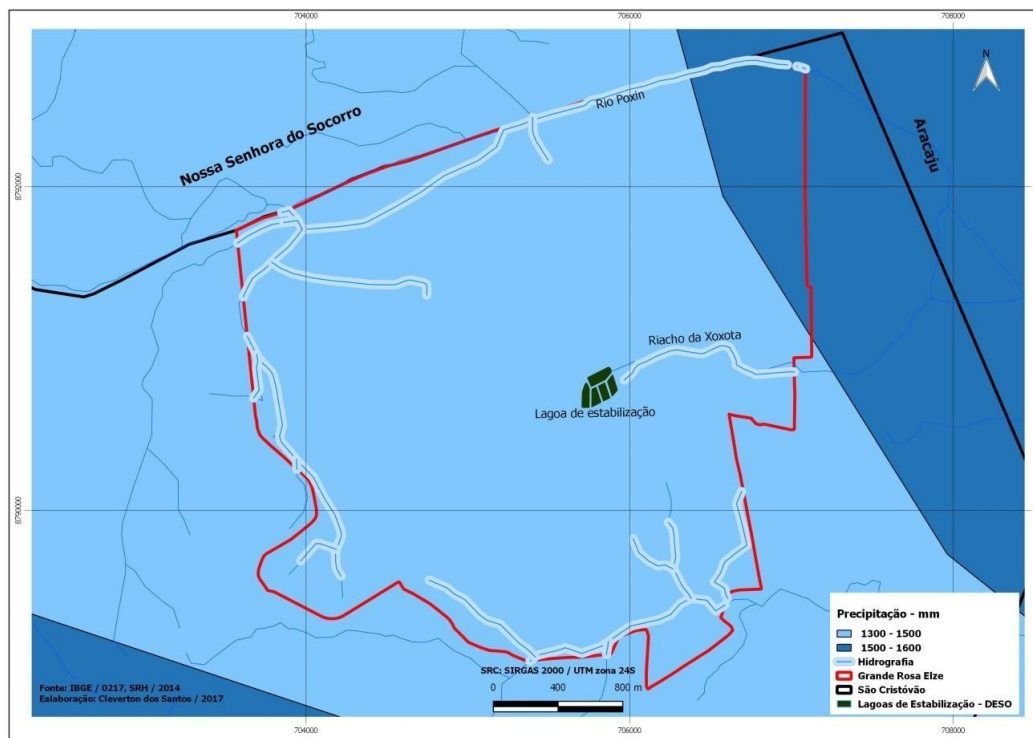 704000
706000
708000
N
Rio Poxin
Nossa Senhora do Socorro
Aracaju
8792000
Riacho da Xoxota
Lagoa de estabilização
8790000
Precipitação - mm
1300 - 1500
1500 - 1600
Hidrografia
Grande Rosa Elze
São Cristóvão
Lagoas de Estabilização - DESO
SRC: SIRGAS 2000 / UTM zona 24S
0 400 800 m
Fonte: IBGE / 0217, SRH / 2014
Ealaboração: Cleverton dos Santos / 2017
704000
706000
708000